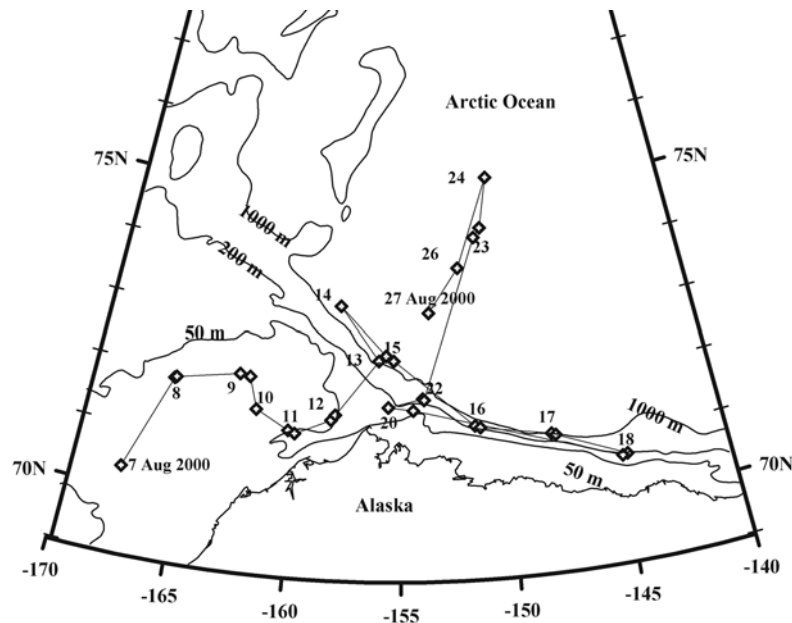 Arctic Ocean
75N
75N
24
1000 m
23
200 m
26
14
27 Aug 2000
50 m
13
15
8
9
10
22
12
11
20
16
17
1000 m
18
70N
7 Aug 2000
50 m
70N
Alaska
-170
-140
-165
-145
-160
-150
-155